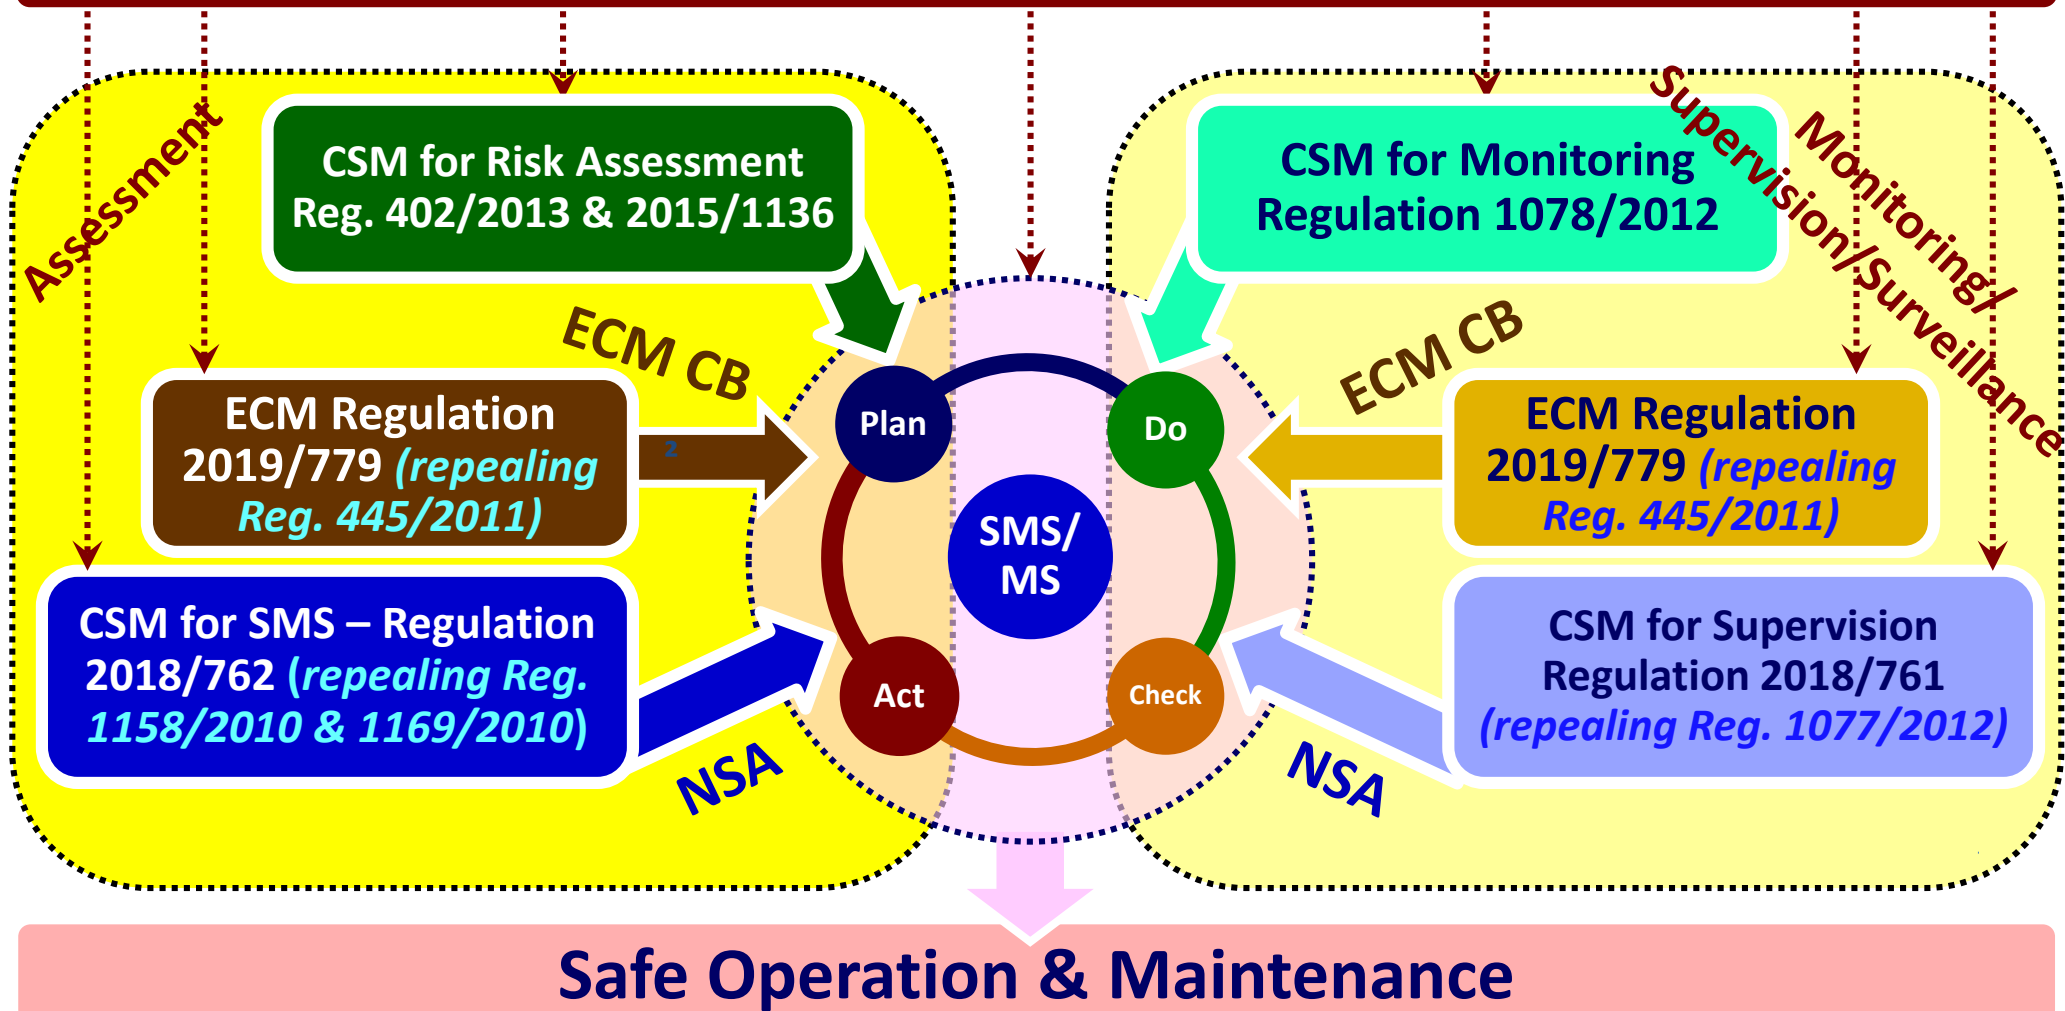 Assessment
CSM for Risk Assessment
Reg. 402/2013 & 2015/1136
ECM CB
ECM Regulation
2019/779 (repealing
Reg. 445/2011)
2
CSM for SMS – Regulation
2018/762 (repealing Reg.
1158/2010 & 1169/2010)
NSA
Plan
Do
SMS/
MS
Act
Check
Monitoring/
Supervision/Surveillance
CSM for Monitoring
Regulation 1078/2012
ECM CB
ECM Regulation
2019/779 (repealing
Reg. 445/2011)
CSM for Supervision
Regulation 2018/761
(repealing Reg. 1077/2012)
NSA
Safe Operation & Maintenance